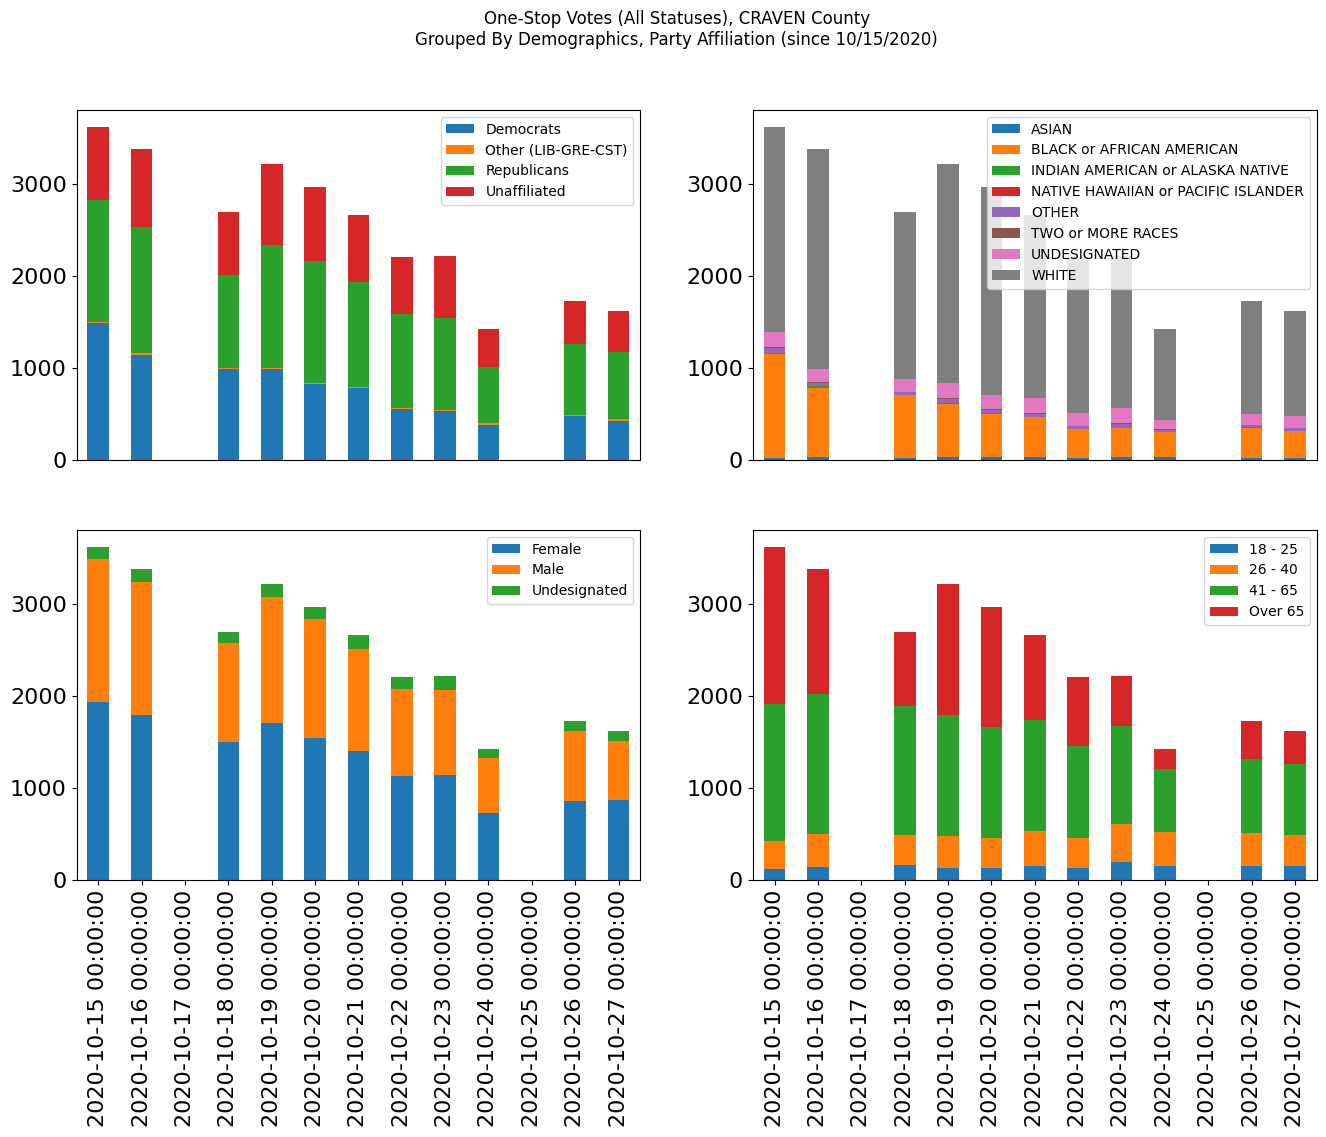 One-Stop Votes (All Statuses), CRAVEN County
Grouped By Demographics, Party Affiliation (since 10/15/2020)
3000
2000
1000
0
Democrats
Other (LIB-GRE-CST)
Republicans
Unaffiliated
3000
2000
1000
0
ASIAN
BLACK or AFRICAN AMERICAN
INDIAN AMERICAN or ALASKA NATIVE
NATIVE HAWAIIAN or PACIFIC ISLANDER
OTHER
TWO or MORE RACES
UNDESIGNATED
WHITE
3000
2000
1000
0
Female
Male
Undesignated
2020-10-15 00:00:00
2020-10-16 00:00:00
2020-10-17 00:00:00
2020-10-18 00:00:00
2020-10-19 00:00:00
2020-10-20 00:00:00
2020-10-21 00:00:00
2020-10-22 00:00:00
2020-10-23 00:00:00
2020-10-24 00:00:00
2020-10-25 00:00:00
2020-10-26 00:00:00
2020-10-27 00:00:00
3000
2000
1000
0
18 - 25
26 - 40
41 - 65
Over 65
2020-10-15 00:00:00
2020-10-16 00:00:00
2020-10-17 00:00:00
2020-10-18 00:00:00
2020-10-19 00:00:00
2020-10-20 00:00:00
2020-10-21 00:00:00
2020-10-22 00:00:00
2020-10-23 00:00:00
2020-10-24 00:00:00
2020-10-25 00:00:00
2020-10-26 00:00:00
2020-10-27 00:00:00